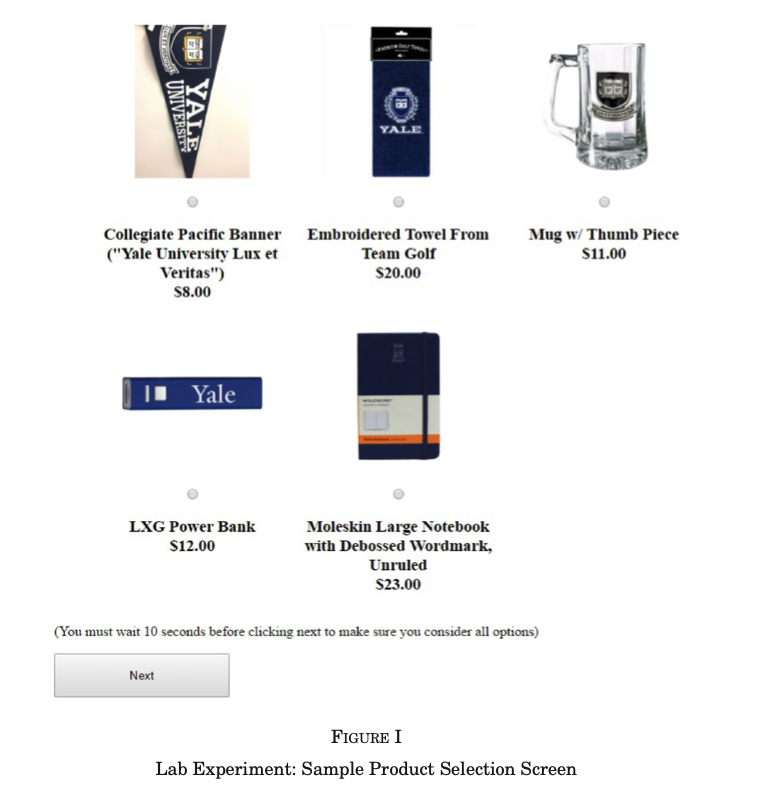 YALE
UNIVERSITY
PREMIUM GOLF TOWEL
YALE
Collegiate Pacific Banner
("Yale University Lux et
Veritas")
$8.00
Embroidered Towel From
Team Golf
$20.00
Mug w/ Thumb Piece
$11.00
Yale
LXG Power Bank
$12.00
Moleskin Large Notebook
with Debossed Wordmark,
Unruled
$23.00
(You must wait 10 seconds before clicking next to make sure you consider all options)
Next
FIGURE I
Lab Experiment: Sample Product Selection Screen